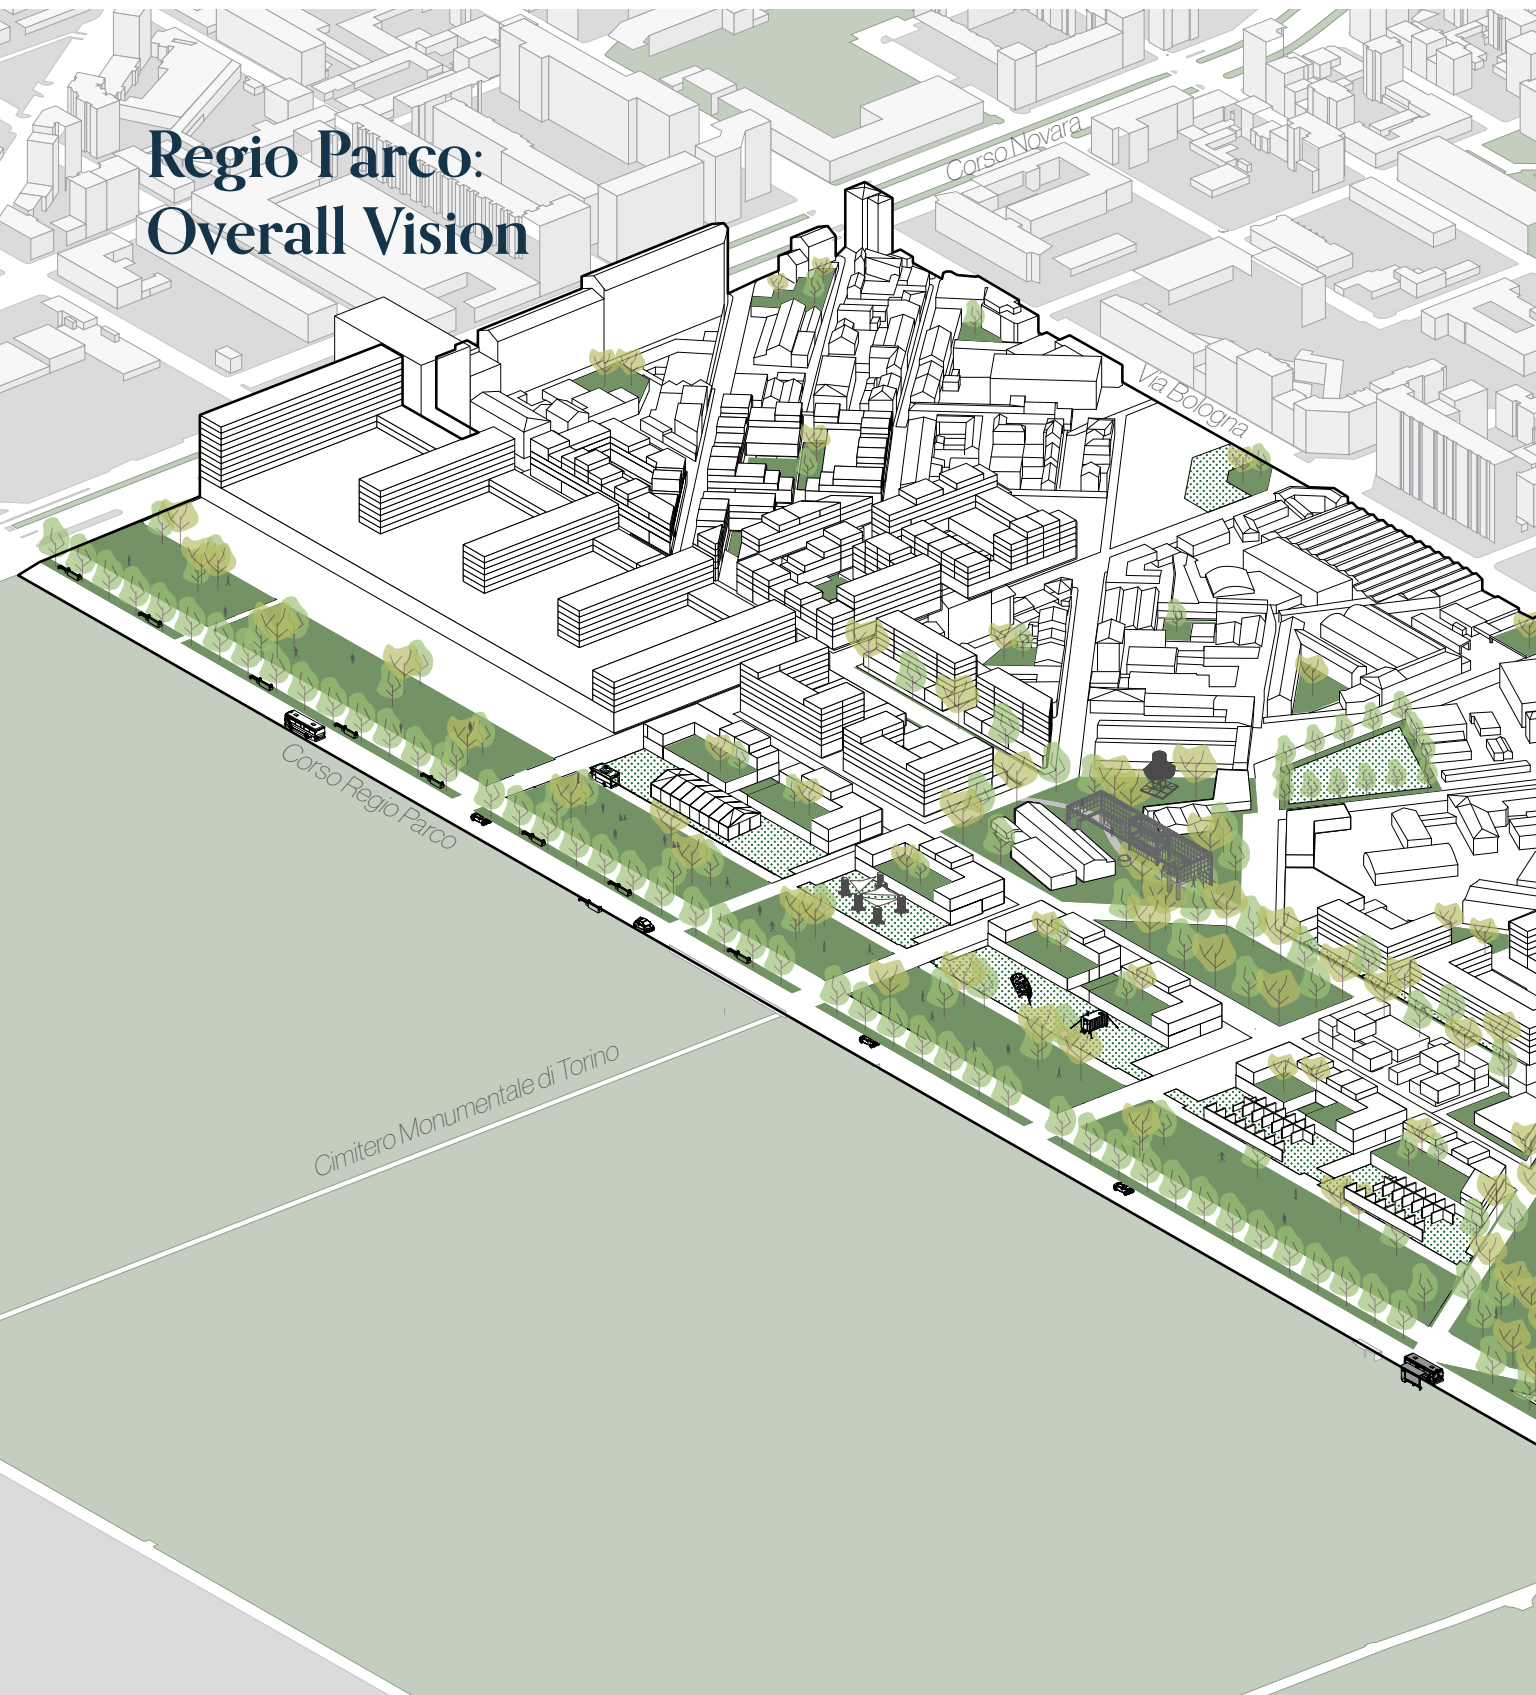 Regio Parco:
Overall Vision
Corso Novara
Via Bologna
Corso Regio Parco
Cimitero Monumentale di Torino